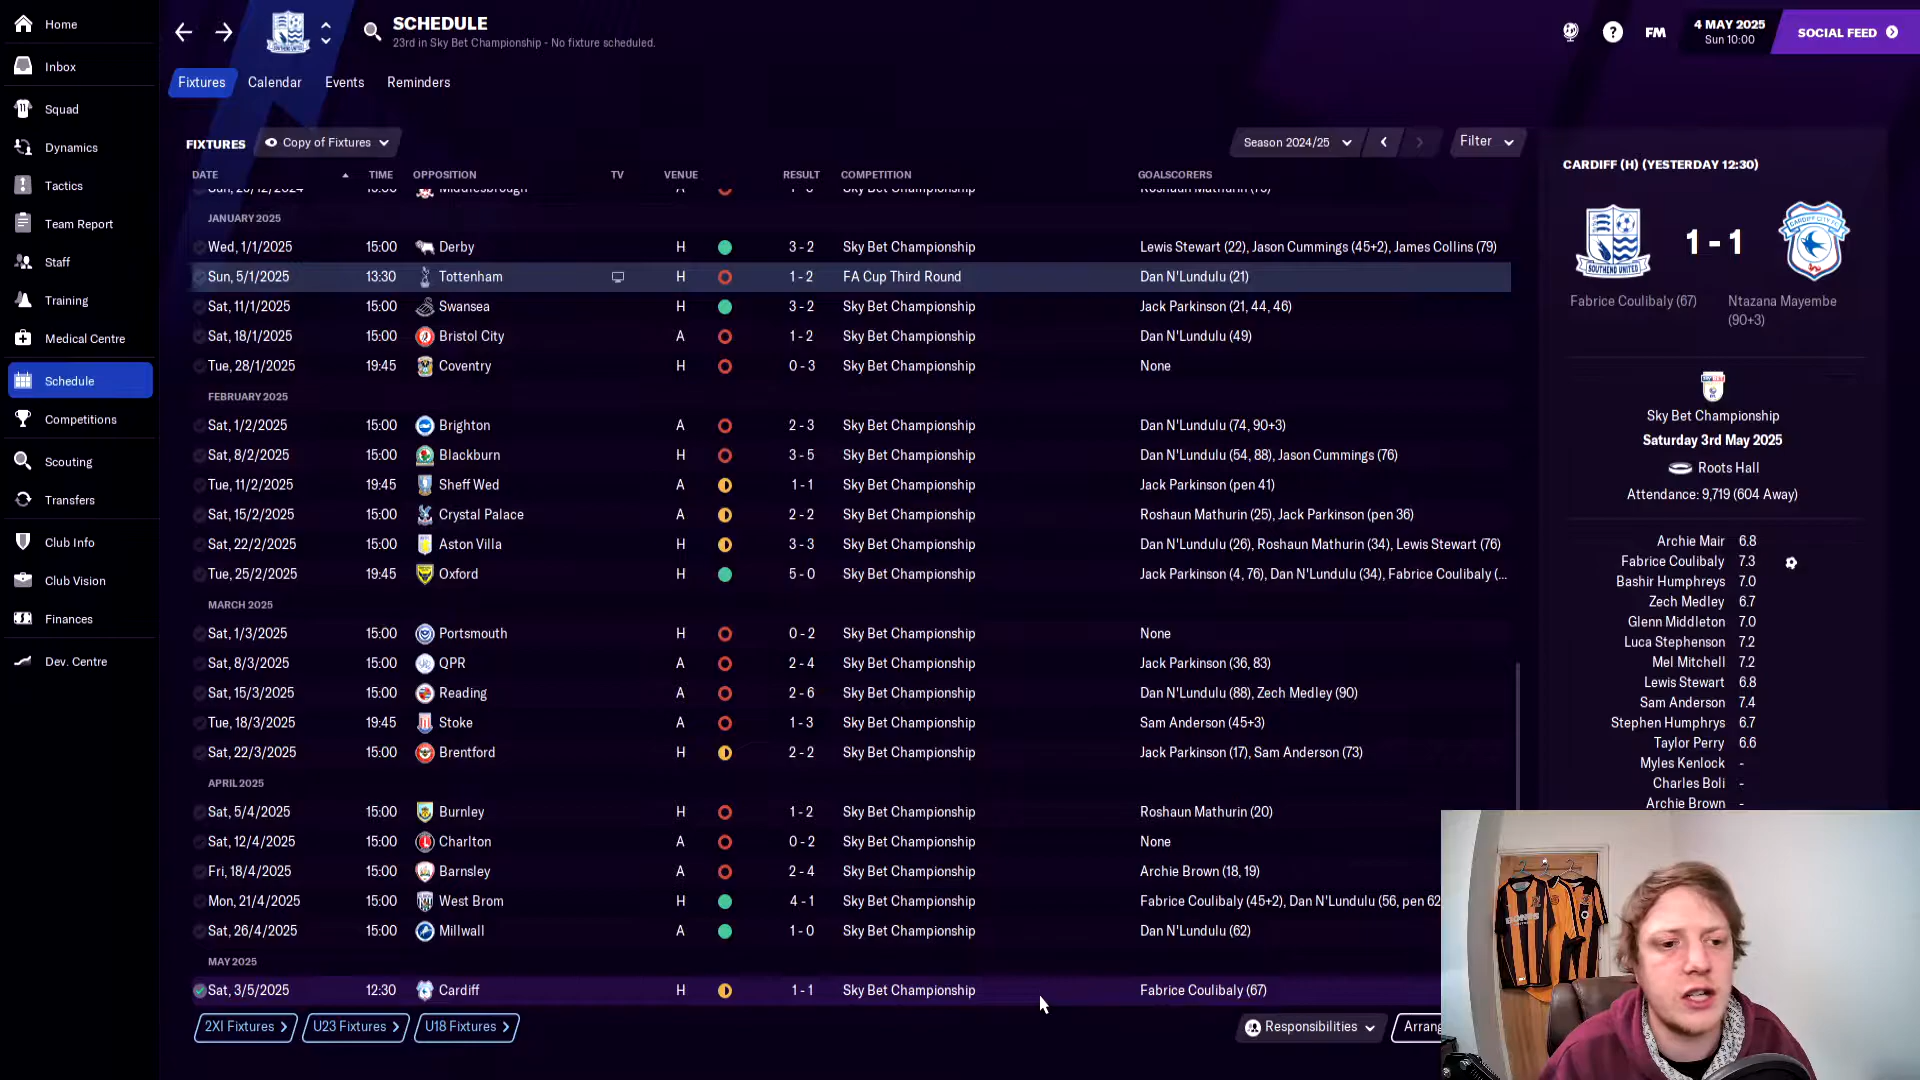 Home
Inbox
Squad
Dynamics
Tactics
Team Report
Staff
Training
Medical Centre
Schedule
Competitions
Scouting
Transfers
Club Info
Club Vision
Finances
Dev. Centre
SCHEDULE
23rd in Sky Bet Championship - No fixture scheduled.
FM
4 MAY 2025
Sun 10:00
SOCIAL FEED
Fixtures Calendar Events Reminders
FIXTURES Copy of Fixtures
Season 2024/25
Filter
DATE TIME OPPOSITION TV VENUE RESULT COMPETITION GOALSCORERS
Middlesbrough A Sky Bet Championship
JANUARY 2025
Wed, 1/1/2025 15:00 Derby H 3 - 2 Sky Bet Championship Lewis Stewart (22), Jason Cummings (45+2), James Collins (79)
Sun, 5/1/2025 13:30 Tottenham H 1 - 2 FA Cup Third Round Dan N'Lundulu (21)
Sat, 11/1/2025 15:00 Swansea H 3 - 2 Sky Bet Championship Jack Parkinson (21, 44, 46)
Sat, 18/1/2025 15:00 Bristol City A 1 - 2 Sky Bet Championship Dan N'Lundulu (49)
Tue, 28/1/2025 19:45 Coventry H 0 - 3 Sky Bet Championship None
FEBRUARY 2025
Sat, 1/2/2025 15:00 Brighton A 2 - 3 Sky Bet Championship Dan N'Lundulu (74, 90+3)
Sat, 8/2/2025 15:00 Blackburn H 3 - 5 Sky Bet Championship Dan N'Lundulu (54, 88), Jason Cummings (76)
Tue, 11/2/2025 19:45 Sheff Wed A 1 - 1 Sky Bet Championship Jack Parkinson (pen 41)
Sat, 15/2/2025 15:00 Crystal Palace A 2 - 2 Sky Bet Championship Roshaun Mathurin (25), Jack Parkinson (pen 36)
Sat, 22/2/2025 15:00 Aston Villa H 3 - 3 Sky Bet Championship Dan N'Lundulu (26), Roshaun Mathurin (34), Lewis Stewart (76)
Tue, 25/2/2025 19:45 Oxford H 5 - 0 Sky Bet Championship Jack Parkinson (4, 76), Dan N'Lundulu (34), Fabrice Coulibaly (...
MARCH 2025
Sat, 1/3/2025 15:00 Portsmouth H 0 - 2 Sky Bet Championship None
Sat, 8/3/2025 15:00 QPR A 2 - 4 Sky Bet Championship Jack Parkinson (36, 83)
Sat, 15/3/2025 15:00 Reading A 2 - 6 Sky Bet Championship Dan N'Lundulu (88), Zech Medley (90)
Tue, 18/3/2025 19:45 Stoke A 1 - 3 Sky Bet Championship Sam Anderson (45+3)
Sat, 22/3/2025 15:00 Brentford H 2 - 2 Sky Bet Championship Jack Parkinson (17), Sam Anderson (73)
APRIL 2025
Sat, 5/4/2025 15:00 Burnley H 1 - 2 Sky Bet Championship Roshaun Mathurin (20)
Sat, 12/4/2025 15:00 Charlton A 0 - 2 Sky Bet Championship None
Fri, 18/4/2025 15:00 Barnsley A 2 - 4 Sky Bet Championship Archie Brown (18, 19)
Mon, 21/4/2025 15:00 West Brom H 4 - 1 Sky Bet Championship Fabrice Coulibaly (45+2), Dan N'Lundulu (56, pen 62
Sat, 26/4/2025 15:00 Millwall A 1 - 0 Sky Bet Championship Dan N'Lundulu (62)
MAY 2025
Sat, 3/5/2025 12:30 Cardiff H 1 - 1 Sky Bet Championship Fabrice Coulibaly (67)
2XI Fixtures U23 Fixtures U18 Fixtures
Responsibilities
Arrang
CARDIFF (H) (YESTERDAY 12:30)
SOUTHEND UNITED
1 - 1
Fabrice Coulibaly (67)
Ntazana Mayembe
(90+3)
Sky Bet Championship
Saturday 3rd May 2025
Roots Hall
Attendance: 9,719 (604 Away)
Archie Mair 6.8
Fabrice Coulibaly 7.3
Bashir Humphreys 7.0
Zech Medley 6.7
Glenn Middleton 7.0
Luca Stephenson 7.2
Mel Mitchell 7.2
Lewis Stewart 6.8
Sam Anderson 7.4
Stephen Humphrys 6.7
Taylor Perry 6.6
Myles Kenlock -
Charles Boli -
Archie Brown -